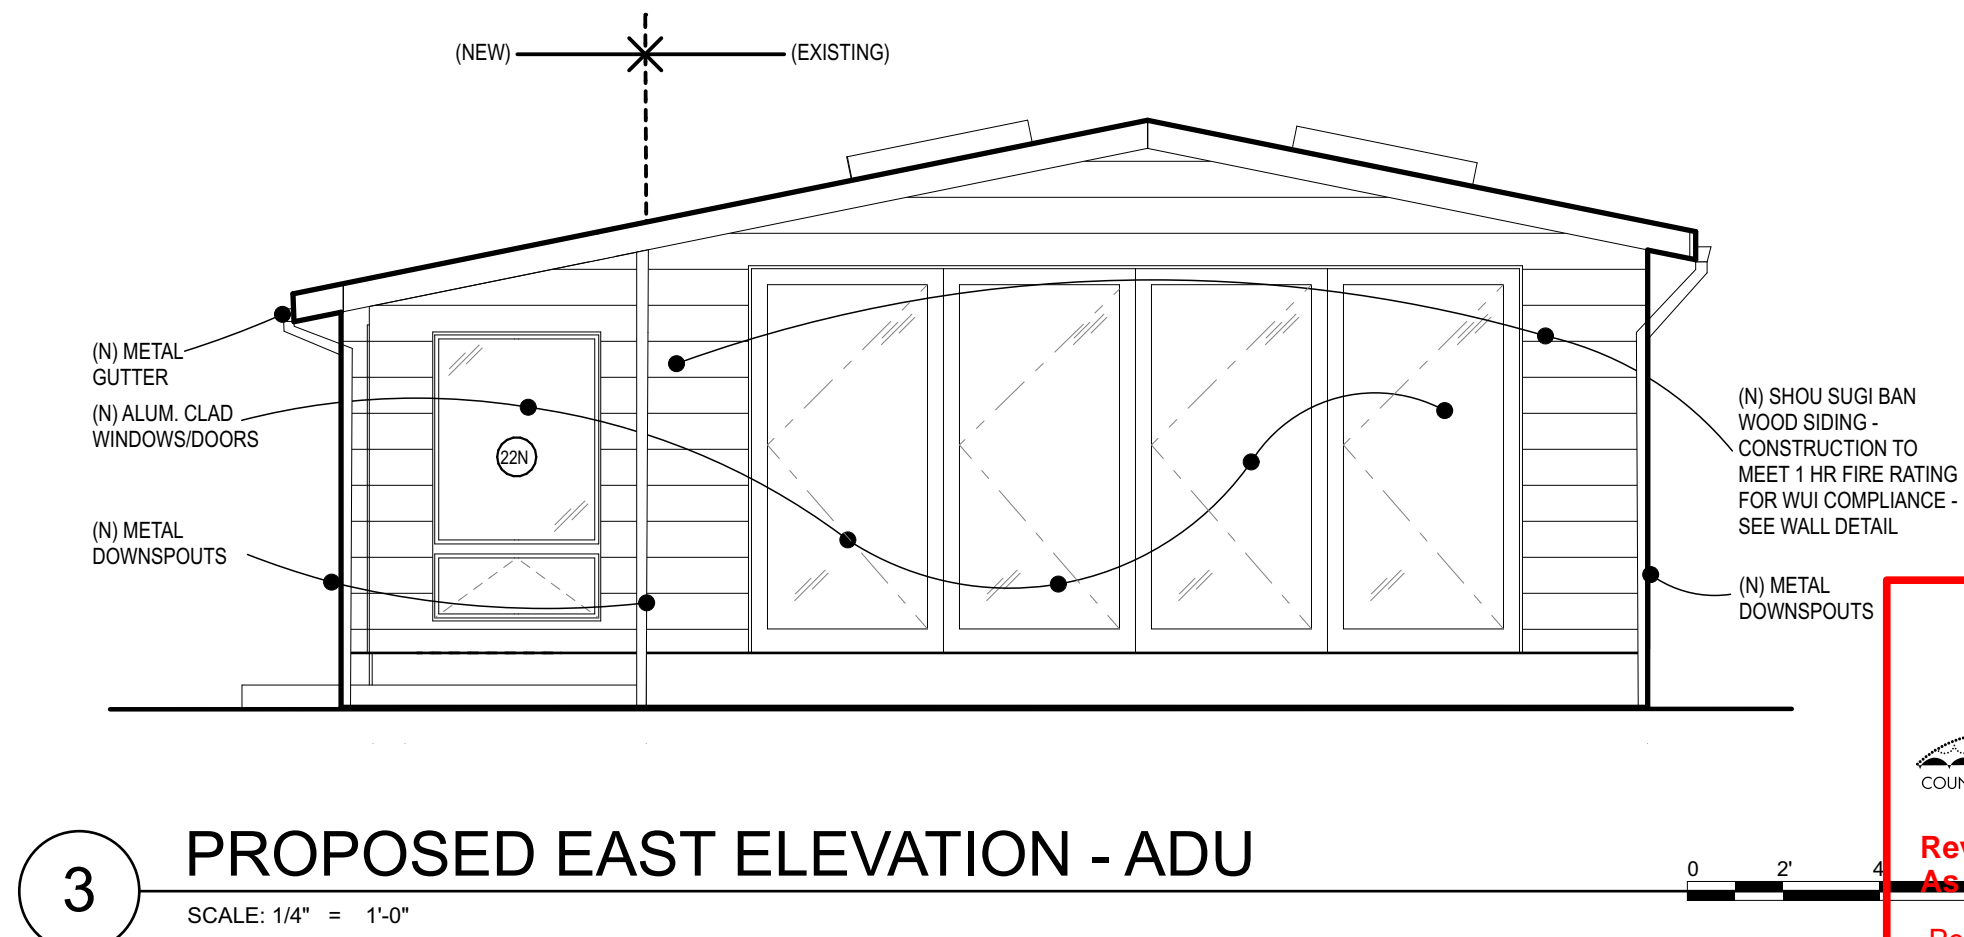 (NEW) (EXISTING)
(N) METAL
GUTTER
(N) ALUM. CLAD
WINDOWS/DOORS
22N
(N) METAL
DOWNSPOUTS
(N) SHOU SUGI BAN
WOOD SIDING -
CONSTRUCTION TO
MEET 1 HR FIRE RATING
FOR WUI COMPLIANCE -
SEE WALL DETAIL
(N) METAL
DOWNSPOUTS
3
PROPOSED EAST ELEVATION - ADU
SCALE: 1/4" = 1'-0"
0 2' 4
As